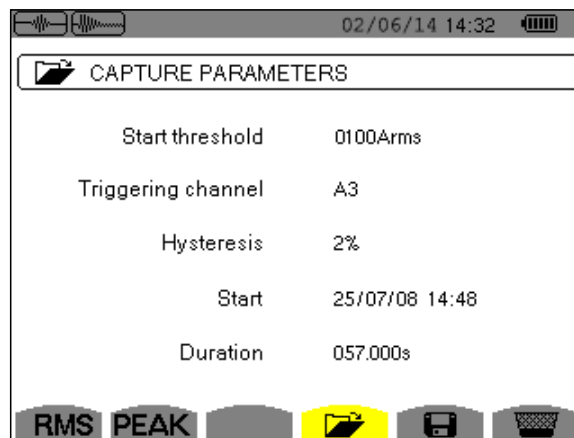 02/06/14 14:32
CAPTURE PARAMETERS
Start threshold 0100Arms
Triggering channel A3
Hysteresis 2%
Start 25/07/08 14:48
Duration 057.000s
RMS PEAK